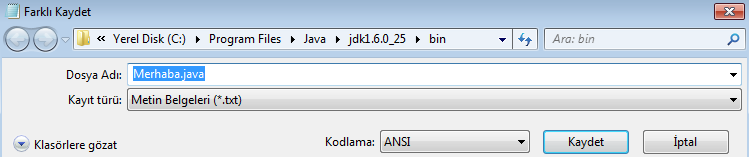 Farklı Kaydet
« Yerel Disk (C:) ▸ Program Files ▸ Java ▸ jdk1.6.0_25 ▸ bin
Ara: bin
Dosya Adı: Merhaba.java
Kayıt türü: Metin Belgeleri (*.txt)
Klasörlere gözat
Kodlama: ANSI
Kaydet
İptal